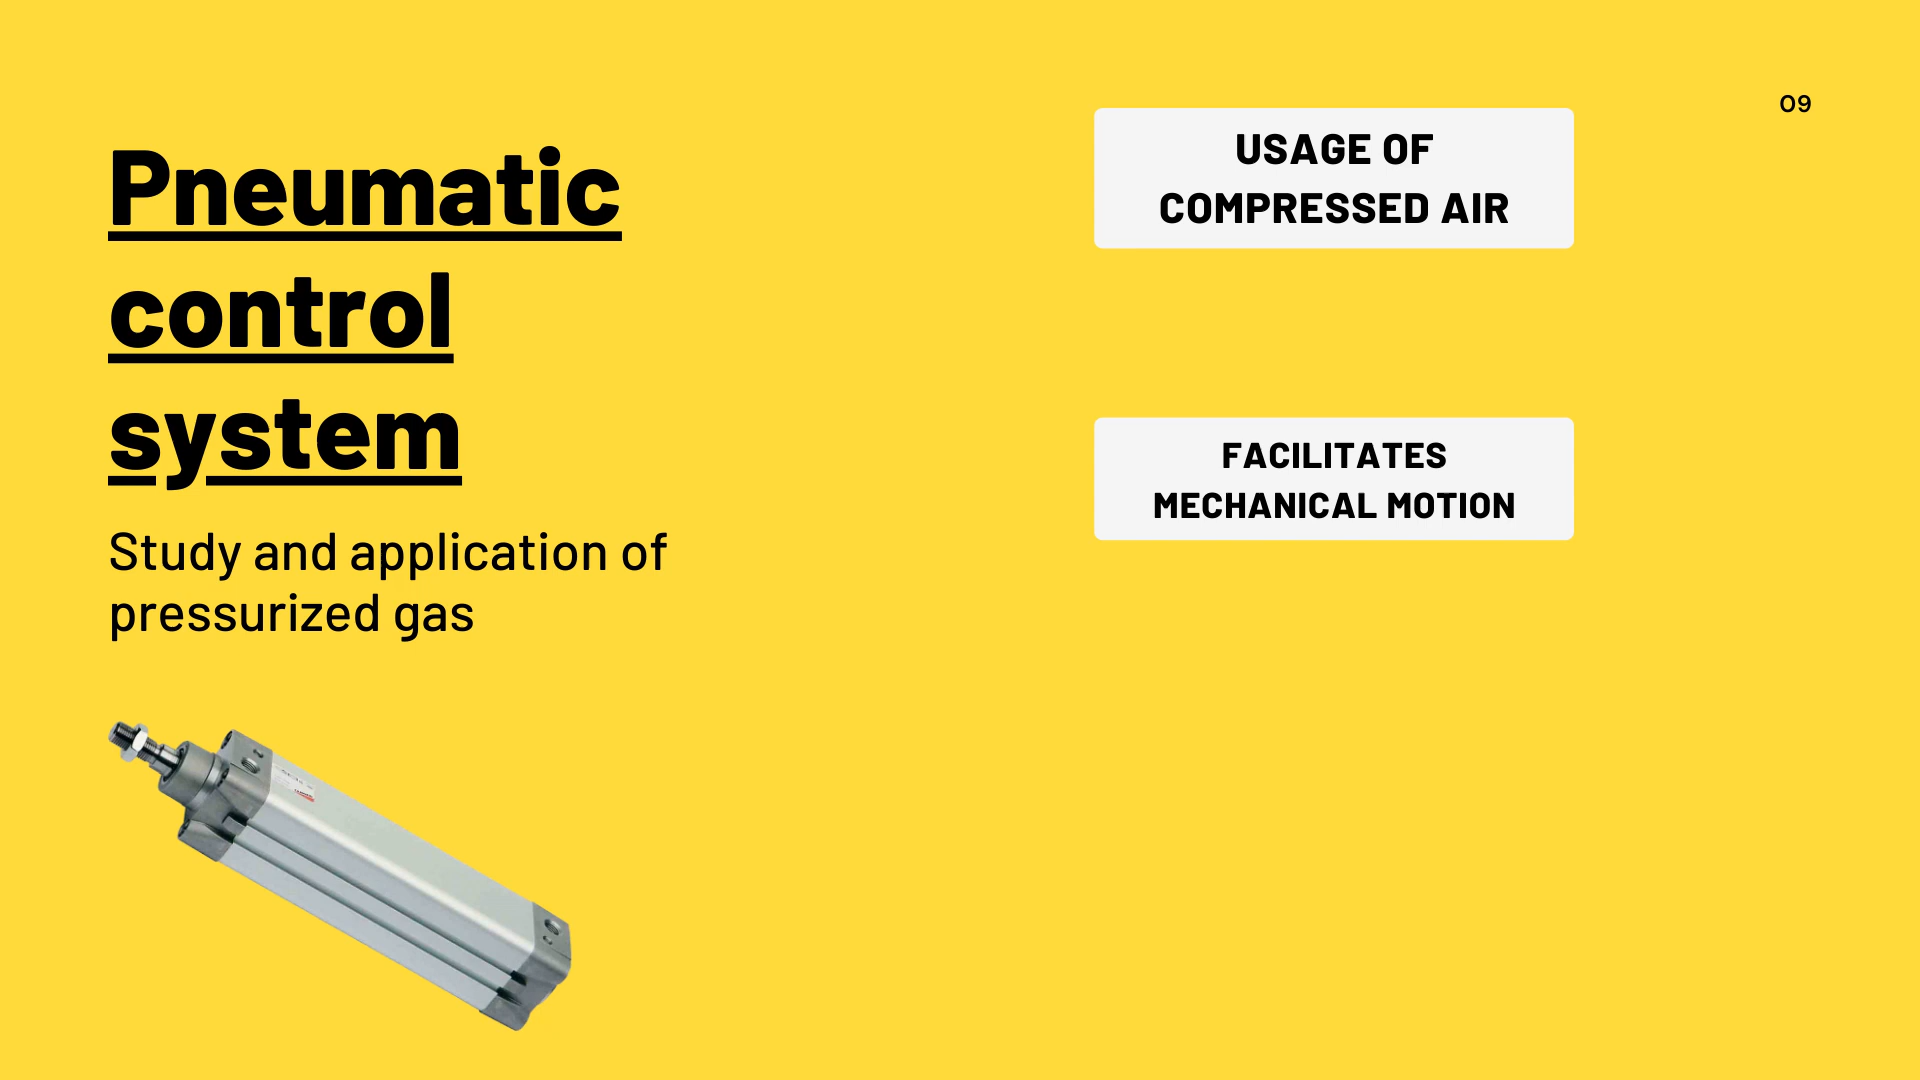 Pneumatic
control
system
Study and application of
pressurized gas
USAGE OF
COMPRESSED AIR
FACILITATES
MECHANICAL MOTION
09